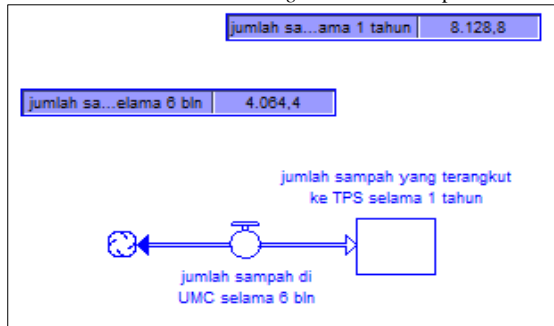 jumlah sa...ama 1 tahun 8.128,8
jumlah sa...elama 6 bln 4.064,4
jumlah sampah yang terangkut
ke TPS selama 1 tahun
jumlah sampah di
UMC selama 6 bln